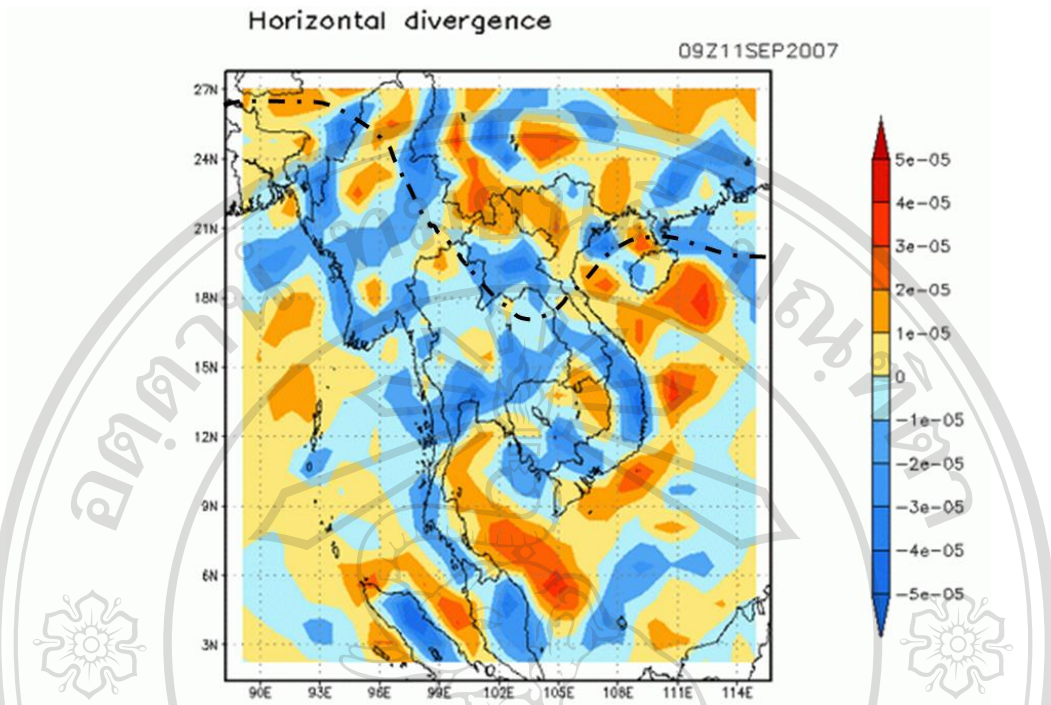 Horizontal divergence
09Z11SEP2007
27N
24N
21N
18N
15N
12N
9N
6N
3N
90E 93E 96E 99E 102E 105E 108E 111E 114E
5e-05
4e-05
3e-05
2e-05
1e-05
0
-1e-05
-2e-05
-3e-05
-4e-05
-5e-05